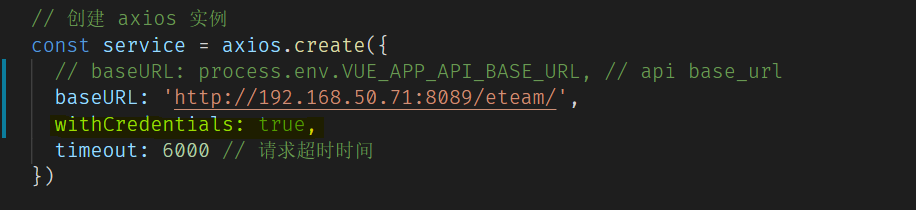 // 创建 axios 实例
const service = axios.create({
// baseURL: process.env.VUE_APP_API_BASE_URL, // api base_url
baseURL: 'http://192.168.50.71:8089/eteam/',
withCredentials: true,
timeout: 6000 // 请求超时时间
})